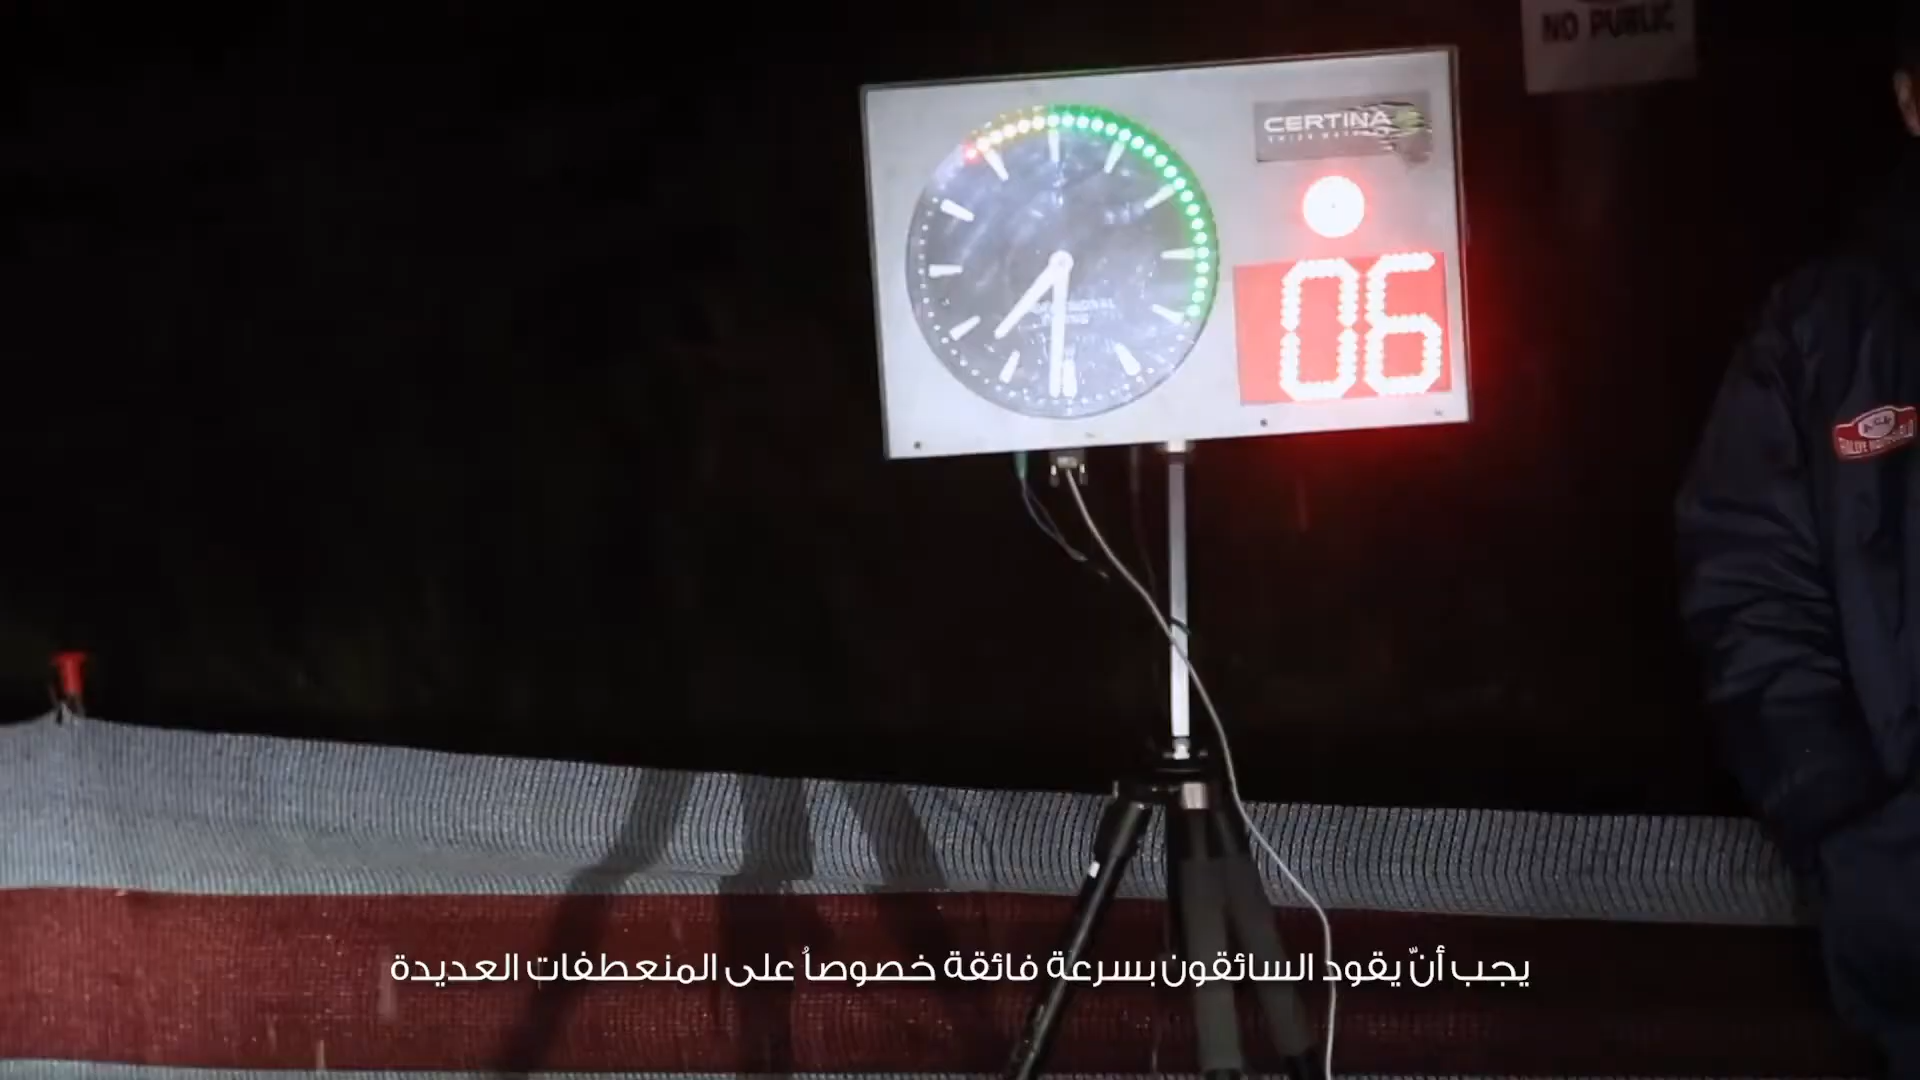 NO PUBLIC
CERTINA
06
يجب أنّ يقود السائقون بسرعة فائقة خصوصاُ على المنعطفات العديدة